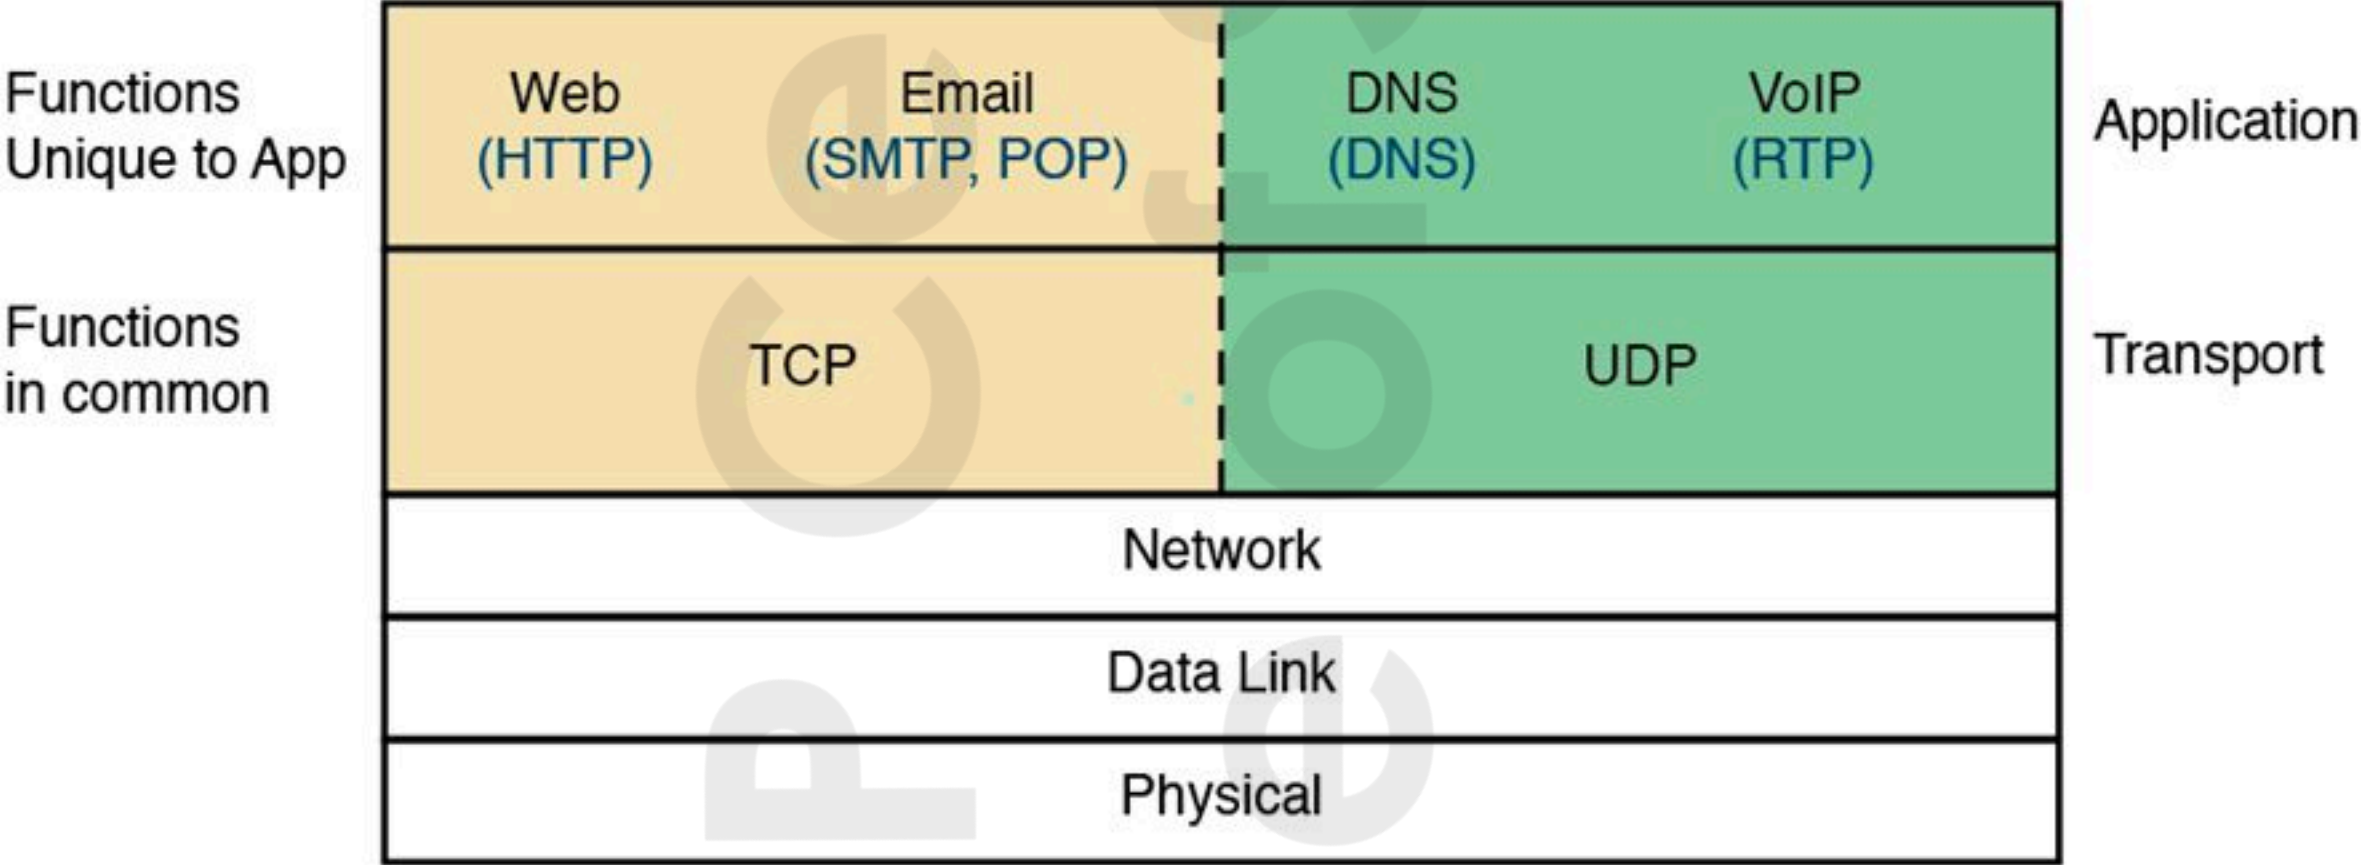 Functions
Unique to App
Web
(HTTP)
Email
(SMTP, POP)
DNS
(DNS)
VoIP
(RTP)
Application
Functions
in common
TCP
UDP
Transport
Network
Data Link
Physical